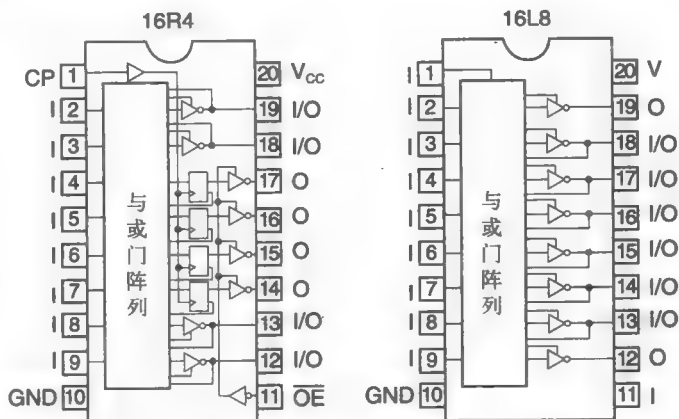 16R4
CP 1 20 VCC
I 2 19 I/O
I 3 18 I/O
I 4 17 O
I 5 16 O
I 6 15 O
I 7 14 O
I 8 13 I/O
I 9 12 I/O
GND 10 11 OE
与或门阵列
16L8
I 1 20 V
I 2 19 O
I 3 18 I/O
I 4 17 I/O
I 5 16 I/O
I 6 15 I/O
I 7 14 I/O
I 8 13 I/O
I 9 12 O
GND 10 11 I
与或门阵列